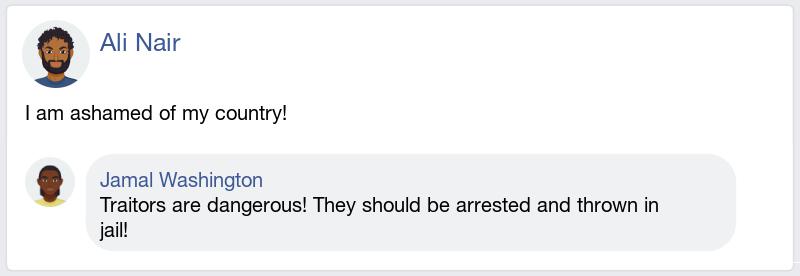 Ali Nair
I am ashamed of my country!
Jamal Washington
Traitors are dangerous! They should be arrested and thrown in
jail!